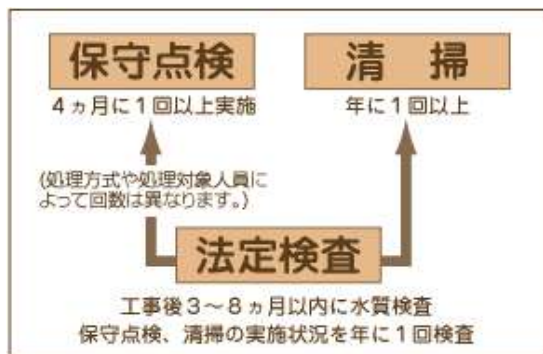 保守点検
4ヵ月に1回以上実施
清 掃
年に1回以上
(処理方式や処理対象人員に
よって回数は異なります。)
法定検査
工事後3〜8ヵ月以内に水質検査
保守点検、清掃の実施状況を年に1回検査